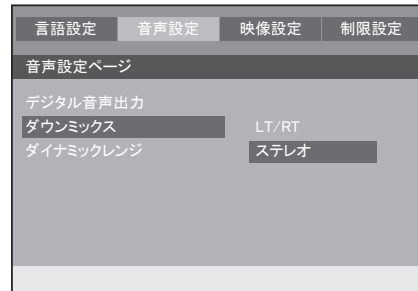 言語設定 音声設定 映像設定 制限設定
音声設定ページ
デジタル音声出力
ダウンミックス LT/RT
ダイナミックレンジ ステレオ